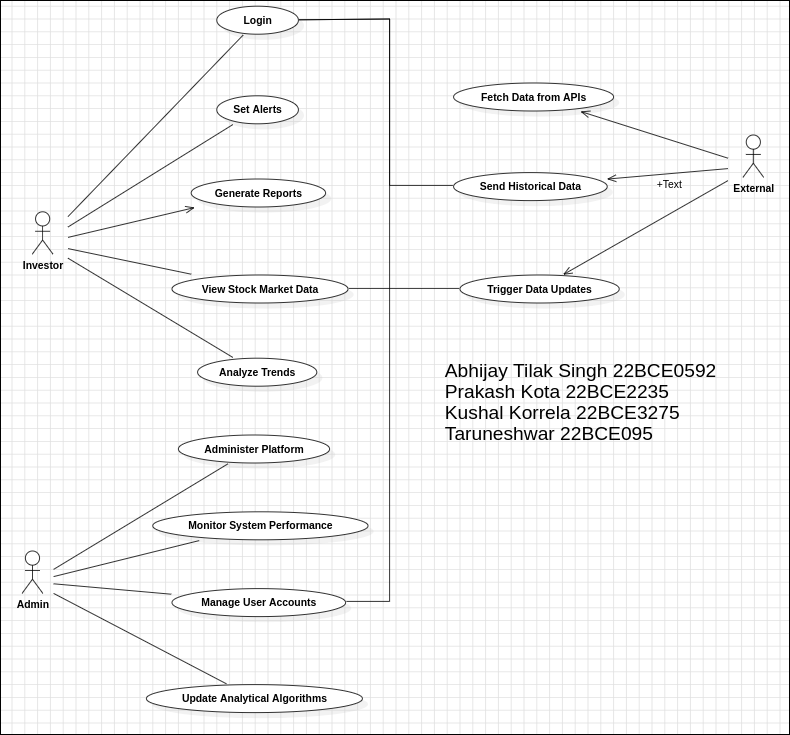 Login
Set Alerts
Fetch Data from APIs
Generate Reports
Send Historical Data
+Text
External
Investor
View Stock Market Data
Trigger Data Updates
Analyze Trends
Abhijay Tilak Singh 22BCE0592
Prakash Kota 22BCE2235
Kushal Korrela 22BCE3275
Taruneshwar 22BCE095
Administer Platform
Monitor System Performance
Admin
Manage User Accounts
Update Analytical Algorithms